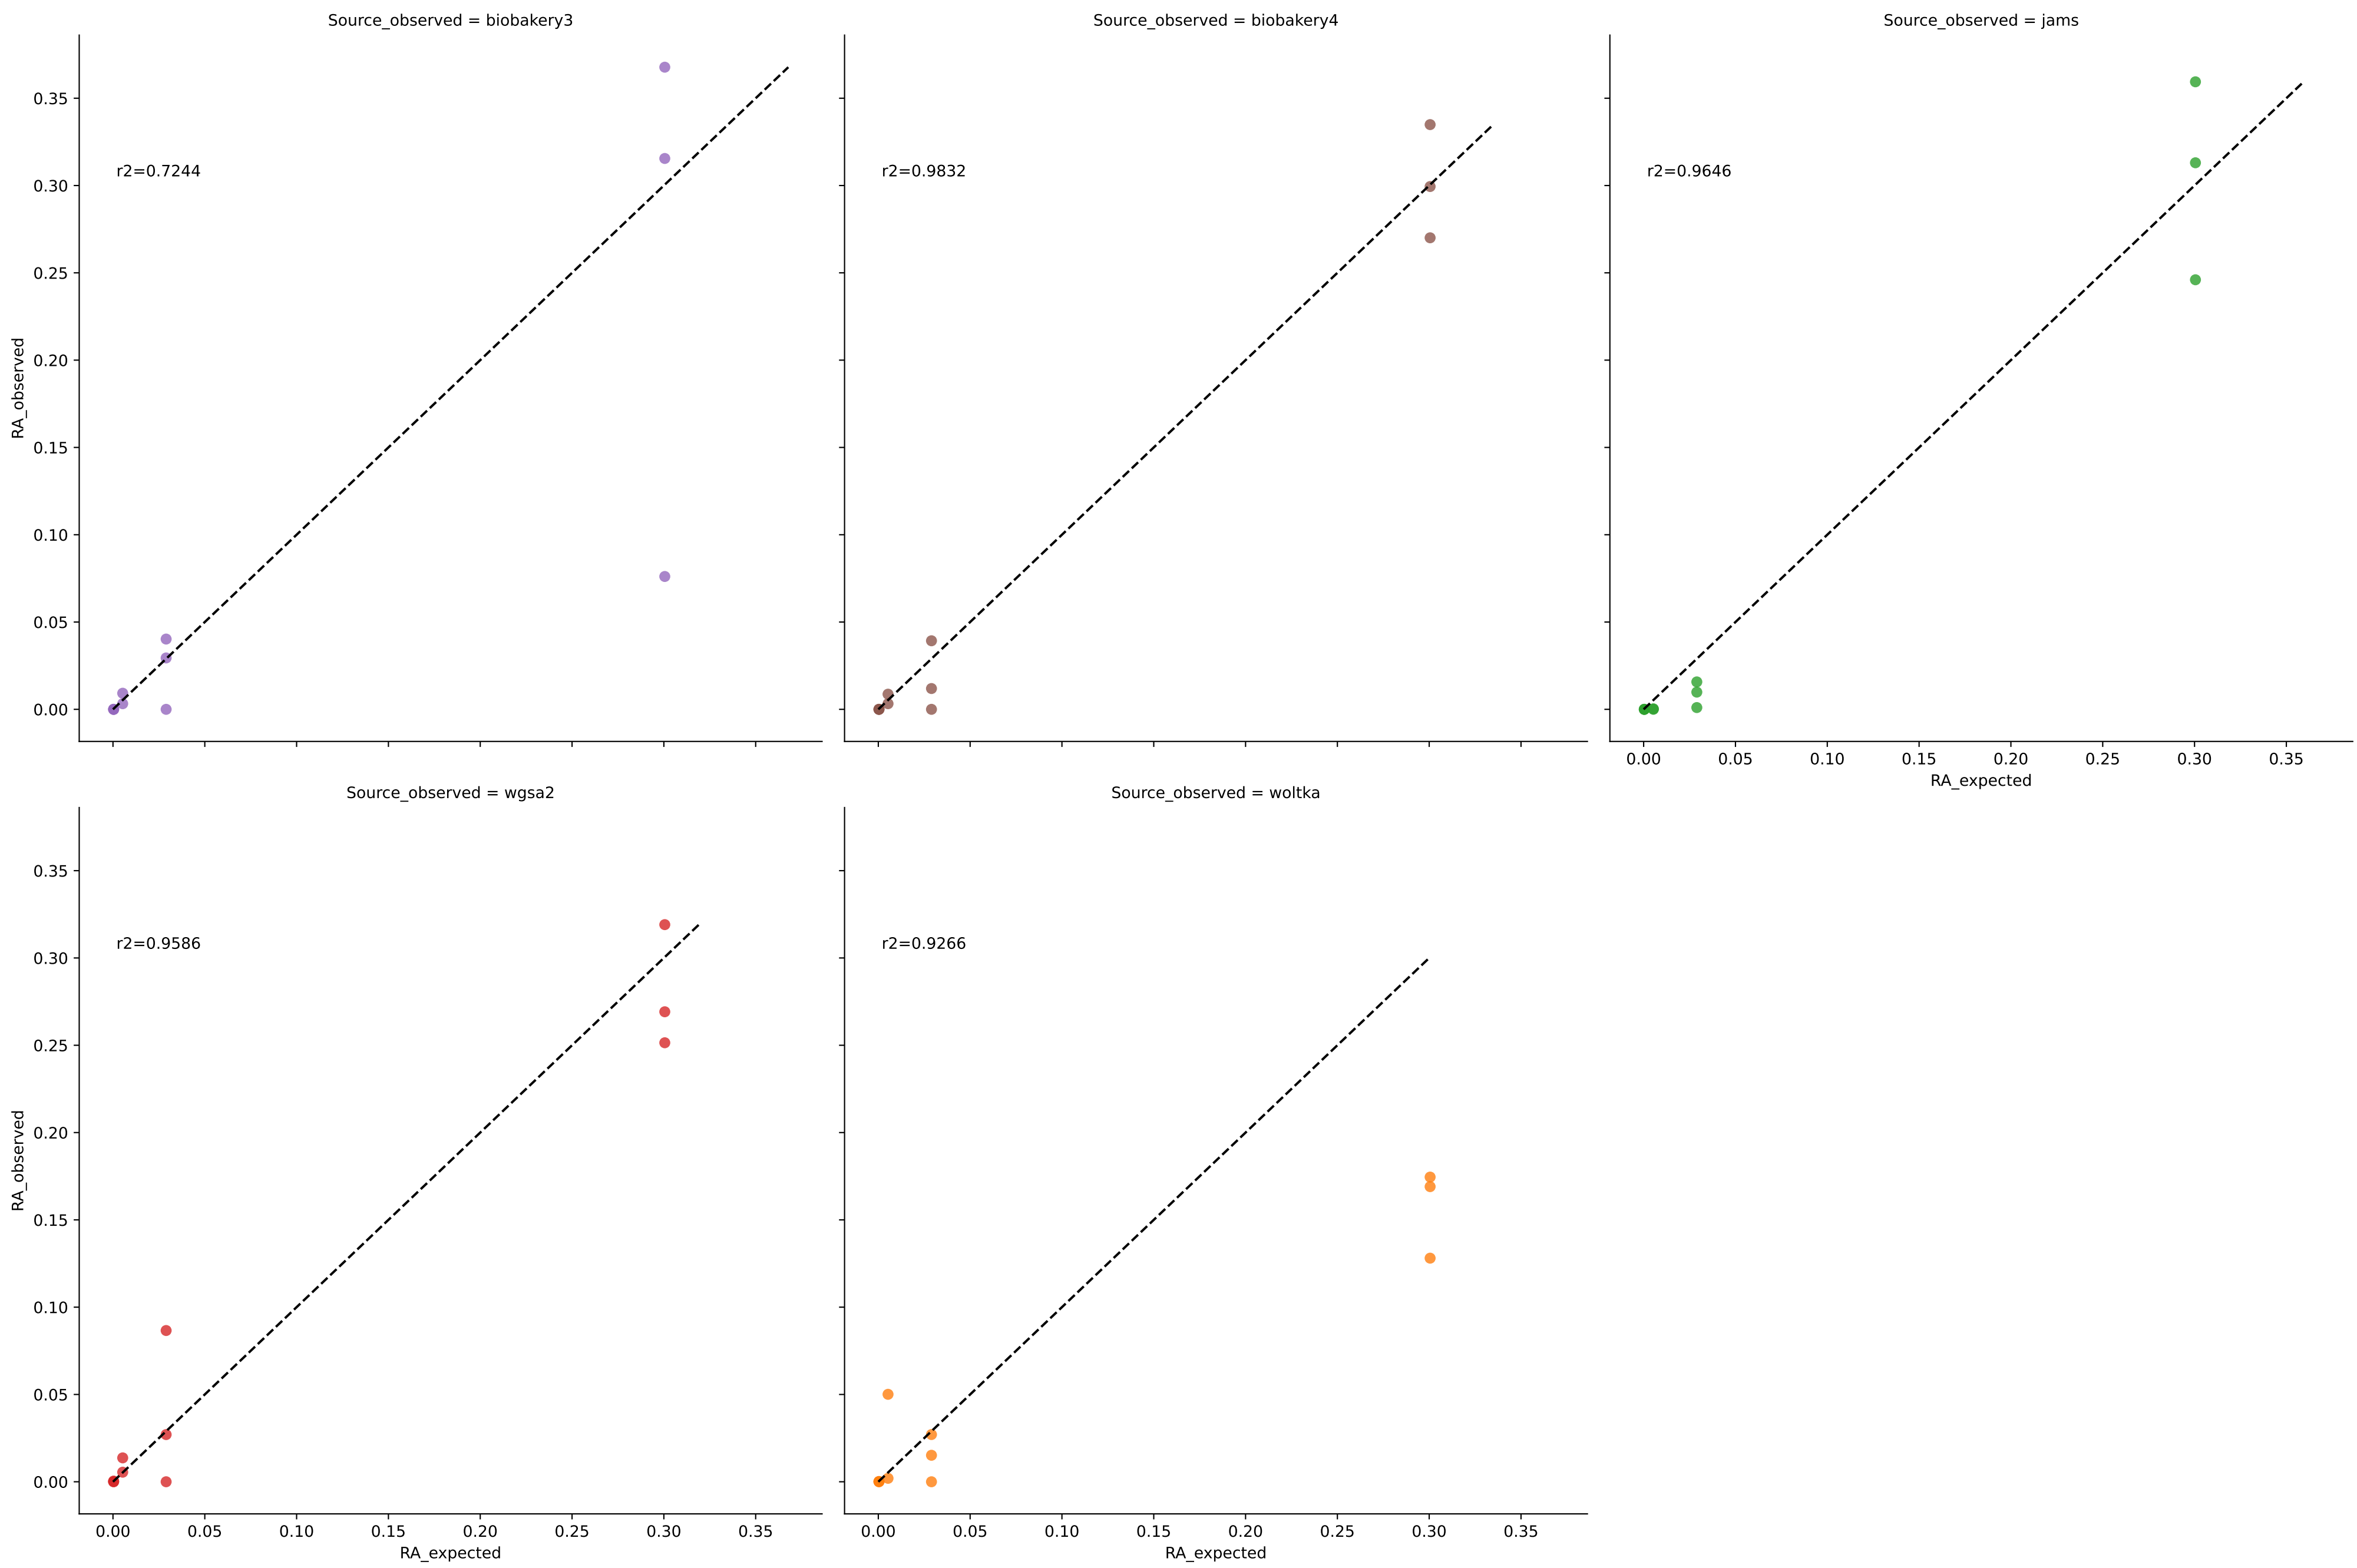 Source_observed = biobakery3
Source_observed = biobakery4
Source_observed = jams
RA_observed
0.35
0.30
0.25
0.20
0.15
0.10
0.05
0.00
r2=0.7244
r2=0.9832
r2=0.9646
0.00 0.05 0.10 0.15 0.20 0.25 0.30 0.35
RA_expected
Source_observed = wgsa2
Source_observed = woltka
RA_observed
0.35
0.30
0.25
0.20
0.15
0.10
0.05
0.00
r2=0.9586
r2=0.9266
0.00 0.05 0.10 0.15 0.20 0.25 0.30 0.35
RA_expected
0.00 0.05 0.10 0.15 0.20 0.25 0.30 0.35
RA_expected